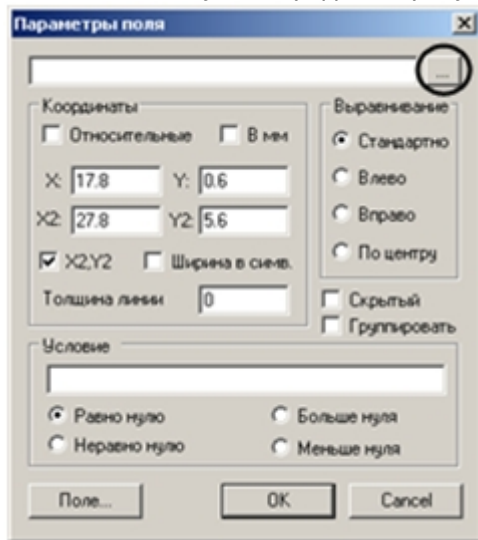 Параметры поля
...
Координаты
Выравнивание
Относительные В мм
Стандартно
X: 17.8 Y: 0.6
Влево
X2: 27.8 Y2: 5.6
Вправо
X2,Y2 Ширина в симв.
По центру
Толщина линии 0
Скрытый
Группировать
Условие
Равно нулю Больше нуля
Неравно нулю Меньше нуля
Поле... OK Cancel